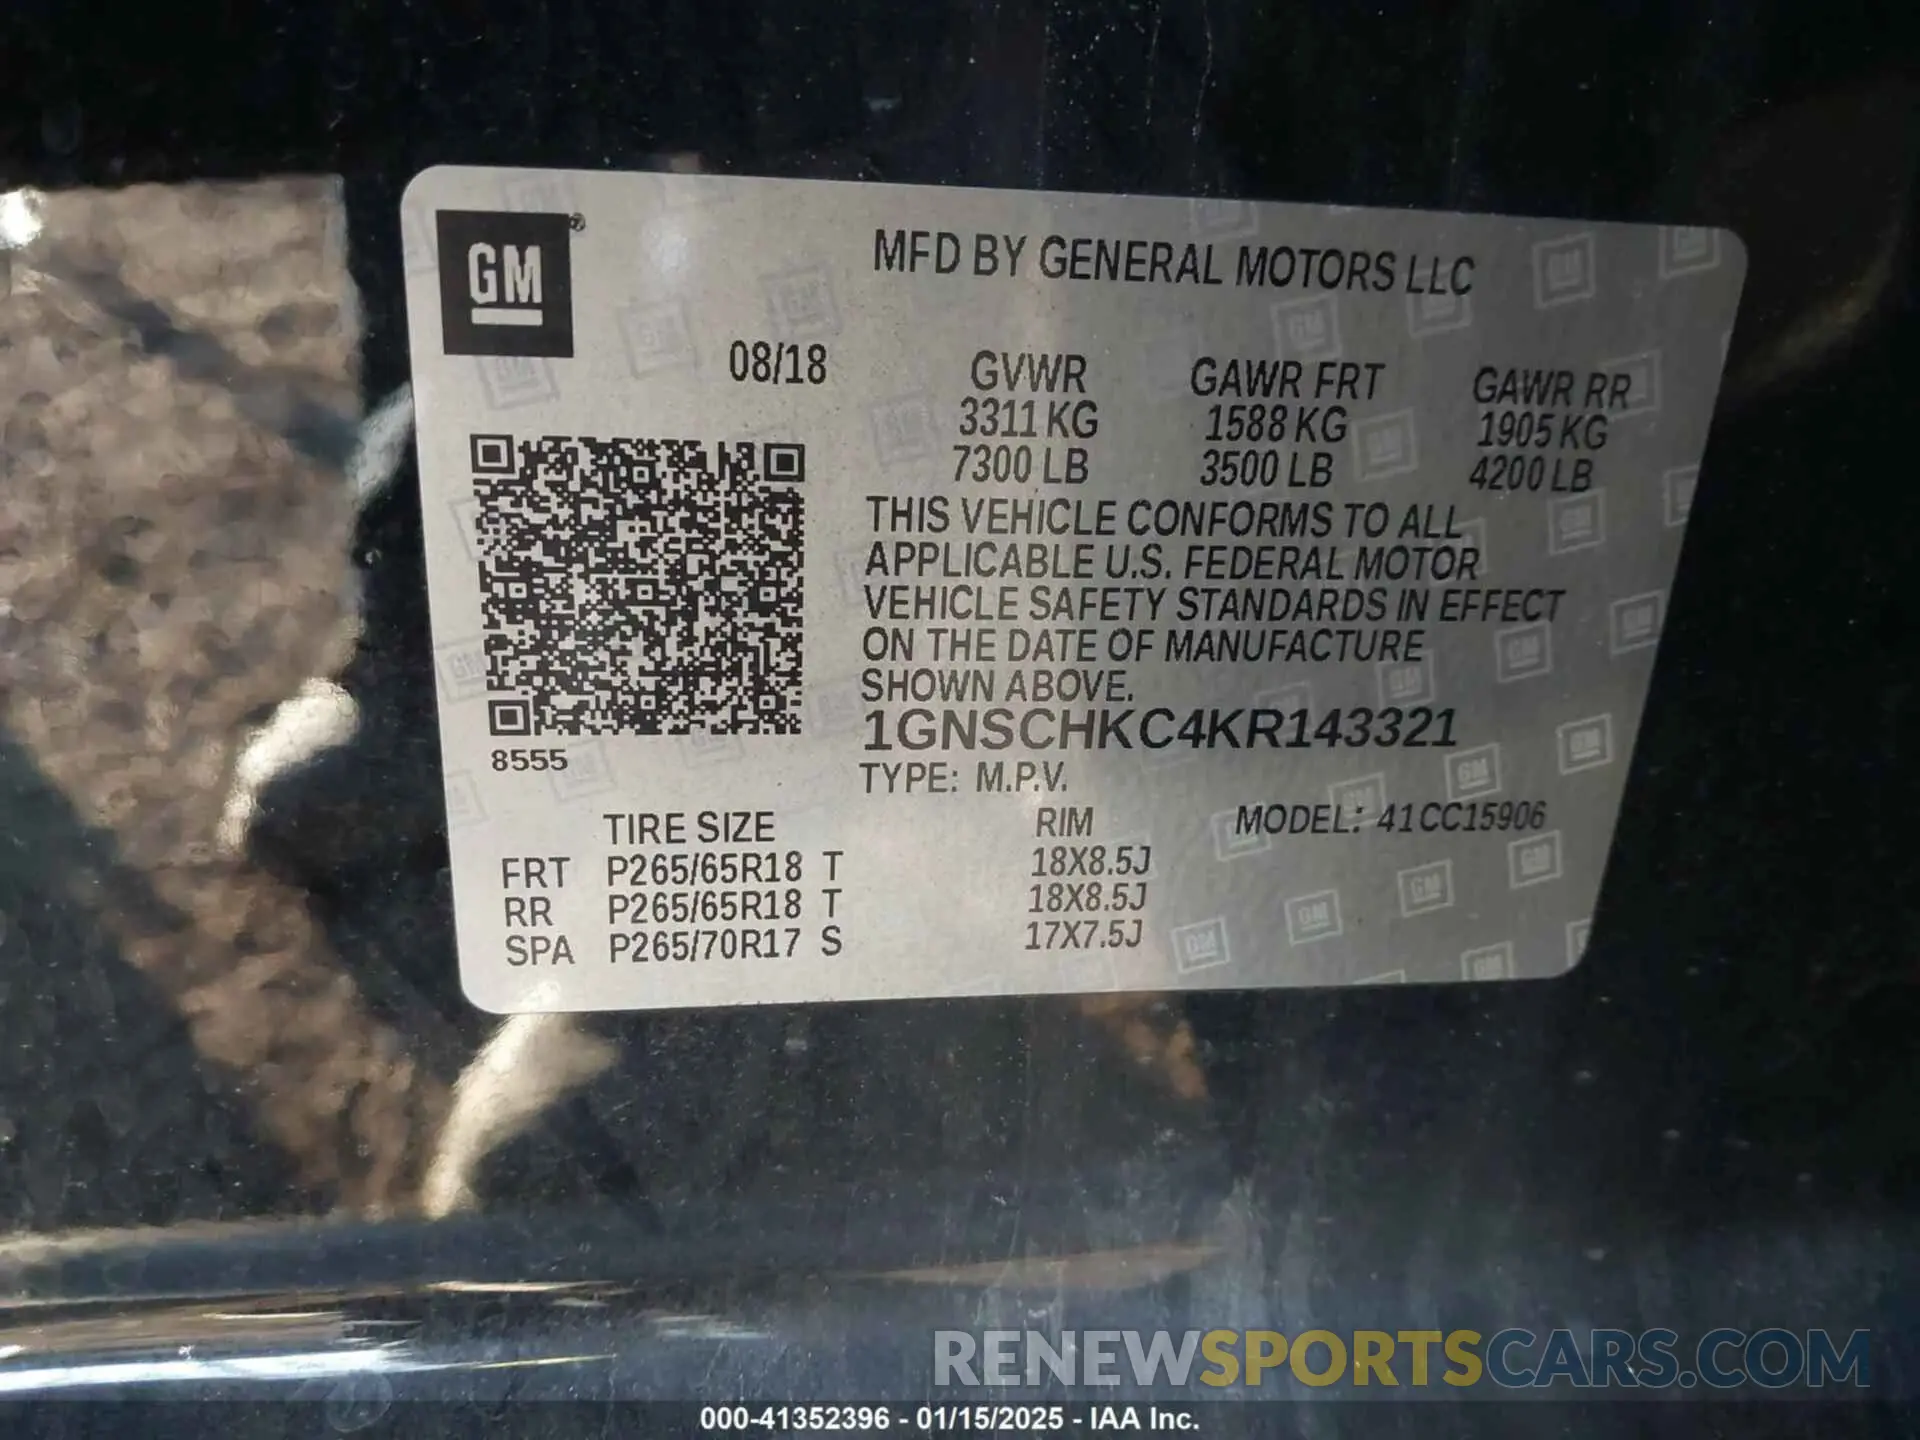 GM®
MFD BY GENERAL MOTORS LLC
08/18
GVWR GAWR FRT GAWR RR
3311 KG 1588 KG 1905 KG
7300 LB 3500 LB 4200 LB
THIS VEHICLE CONFORMS TO ALL
APPLICABLE U.S. FEDERAL MOTOR
VEHICLE SAFETY STANDARDS IN EFFECT
ON THE DATE OF MANUFACTURE
SHOWN ABOVE.
1GNSCHKC4KR143321
8555
TYPE: M.P.V.
TIRE SIZE RIM MODEL: 41CC15906
FRT P265/65R18 T 18X8.5J
RR P265/65R18 T 18X8.5J
SPA P265/70R17 S 17X7.5J
RENEWSPORTSCARS.COM
000-41352396 - 01/15/2025 - IAA Inc.